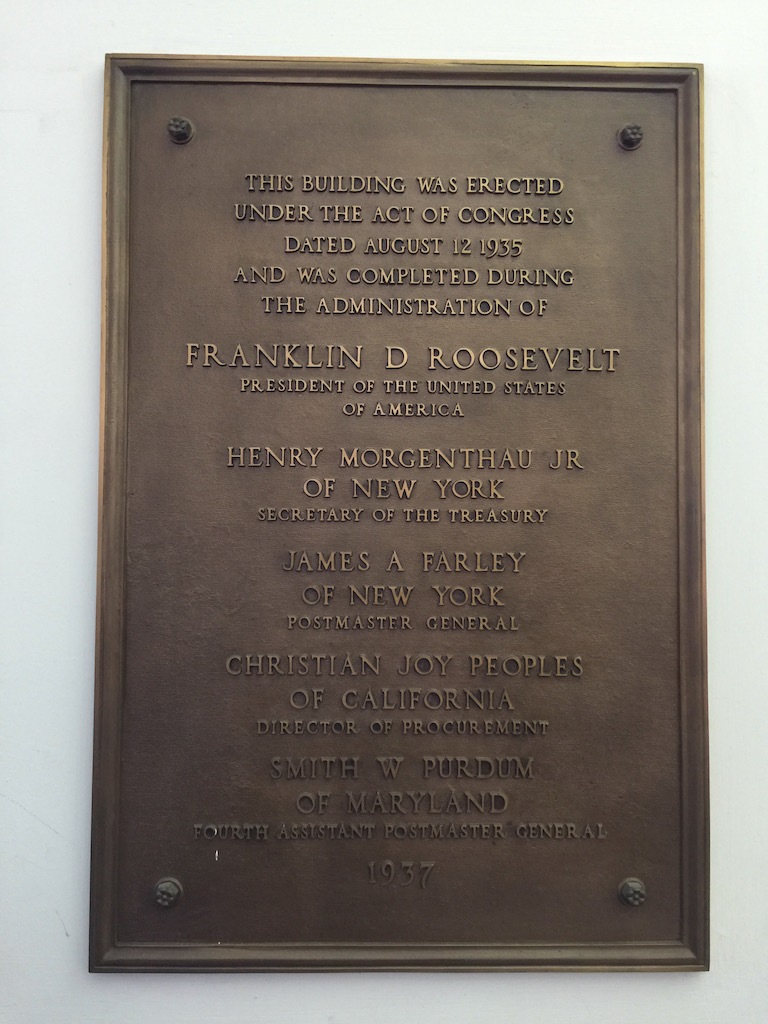 THIS BUILDING WAS ERECTED
UNDER THE ACT OF CONGRESS
DATED AUGUST 12 1935
AND WAS COMPLETED DURING
THE ADMINISTRATION OF
FRANKLIN D ROOSEVELT
PRESIDENT OF THE UNITED STATES
OF AMERICA
HENRY MORGENTHAU JR
OF NEW YORK
SECRETARY OF THE TREASURY
JAMES A FARLEY
OF NEW YORK
POSTMASTER GENERAL
CHRISTIAN JOY PEOPLES
OF CALIFORNIA
DIRECTOR OF PROCUREMENT
SMITH W PURDUM
OF MARYLAND
FOURTH ASSISTANT POSTMASTER GENERAL
1937